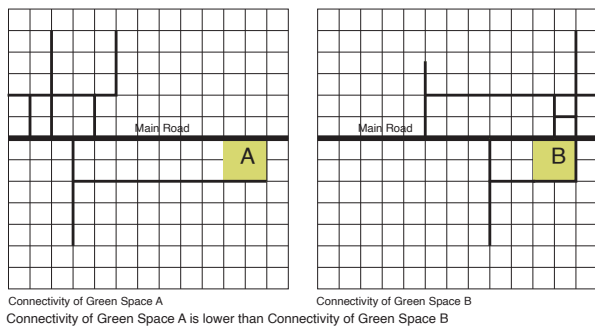 Main Road
A
Main Road
B
Connectivity of Green Space A
Connectivity of Green Space B
Connectivity of Green Space A is lower than Connectivity of Green Space B